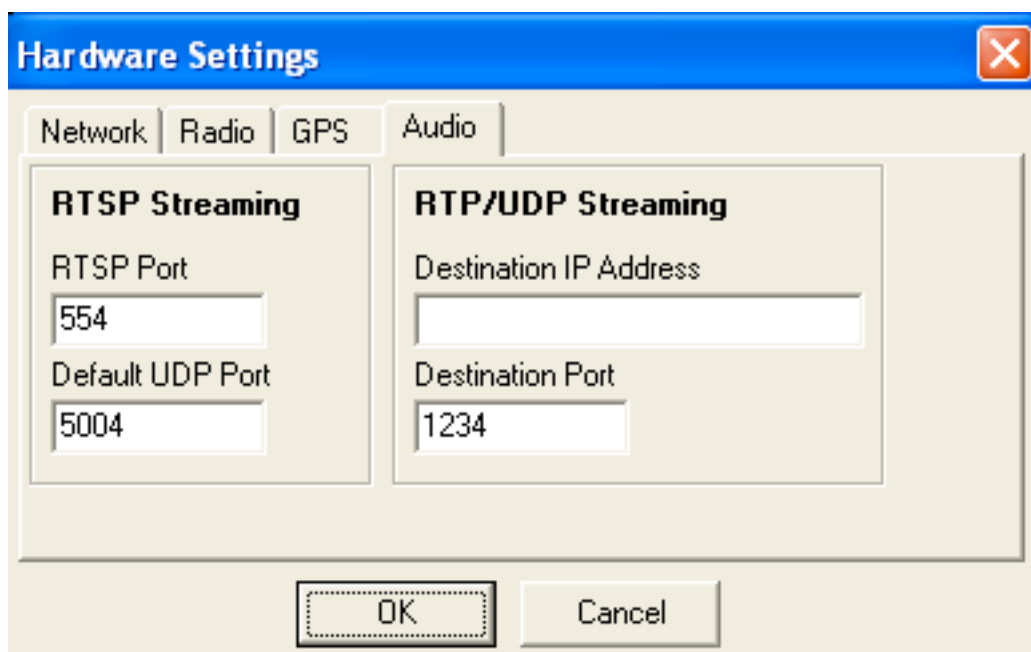 Hardware Settings
Network Radio GPS Audio
RTSP Streaming
RTSP Port
554
Default UDP Port
5004
RTP/UDP Streaming
Destination IP Address
Destination Port
1234
OK Cancel